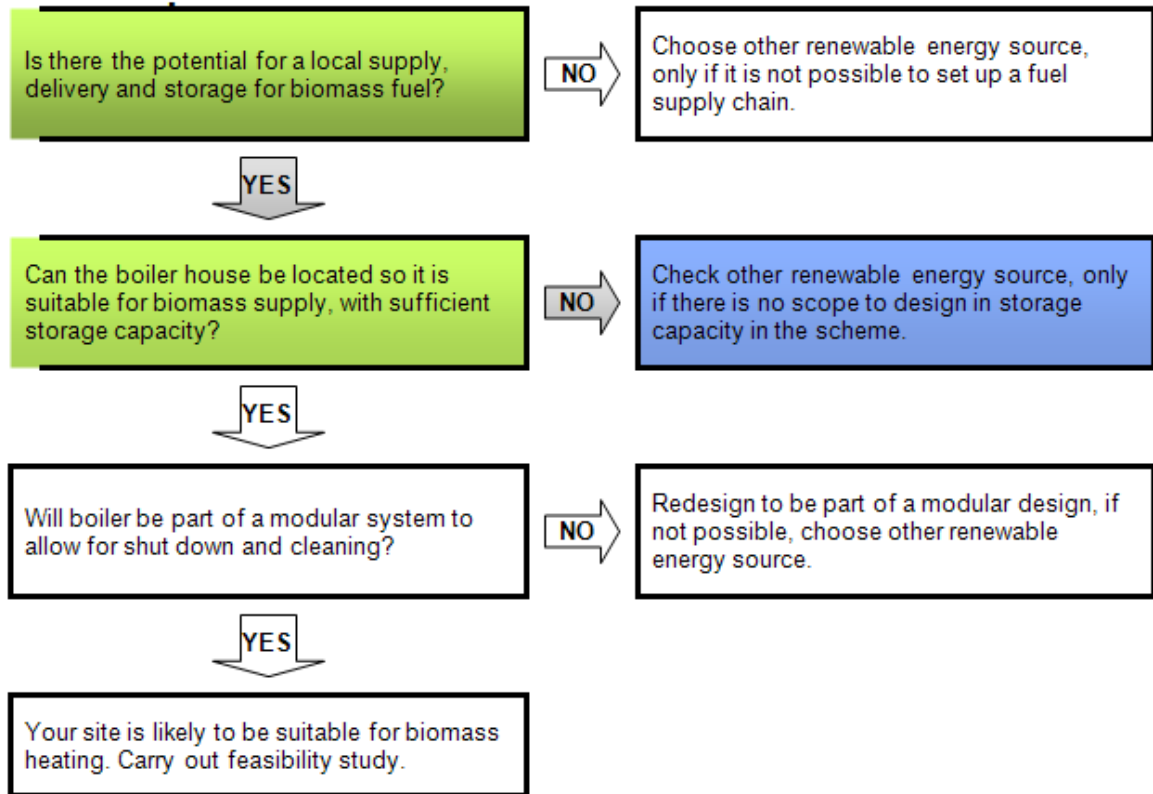 Is there the potential for a local supply,
delivery and storage for biomass fuel?
NO
Choose other renewable energy source,
only if it is not possible to set up a fuel
supply chain.
YES
Can the boiler house be located so it is
suitable for biomass supply, with sufficient
storage capacity?
NO
Check other renewable energy source, only
if there is no scope to design in storage
capacity in the scheme.
YES
Will boiler be part of a modular system to
allow for shut down and cleaning?
NO
Redesign to be part of a modular design, if
not possible, choose other renewable
energy source.
YES
Your site is likely to be suitable for biomass
heating. Carry out feasibility study.